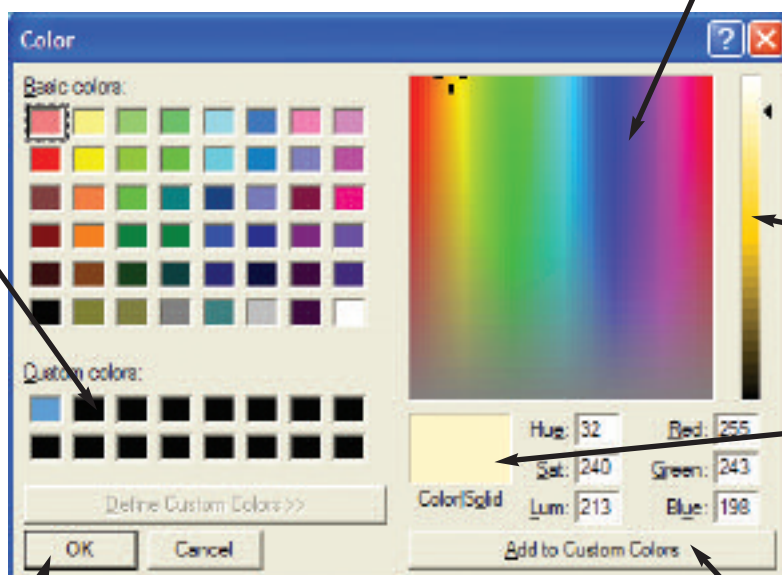 Color
Basic colors:
Custom colors:
Define Custom Colors >>
OK Cancel
Color|Solid
Hue: 32 Red: 255
Sat: 240 Green: 243
Lum: 213 Blue: 198
Add to Custom Colors